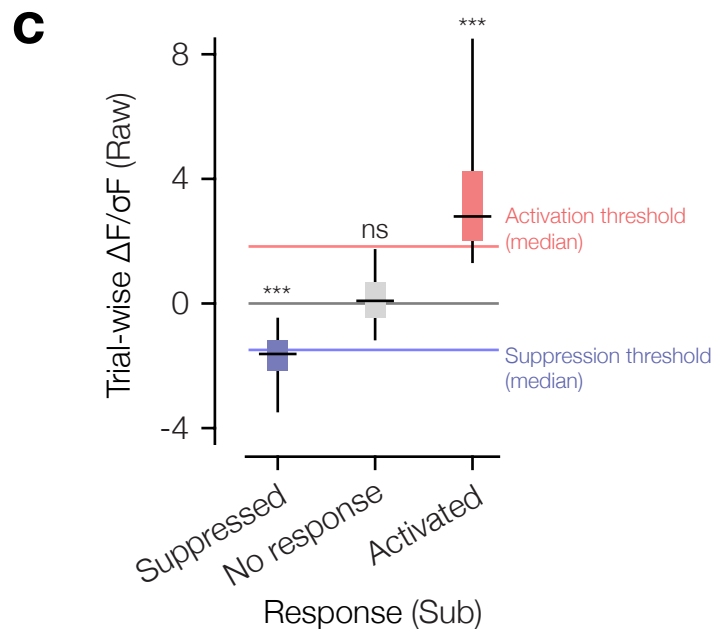 c
Trial-wise ΔF/σF (Raw)
8
4
0
-4
***
ns
***
Activation threshold
(median)
Suppression threshold
(median)
Suppressed
No response
Activated
Response (Sub)